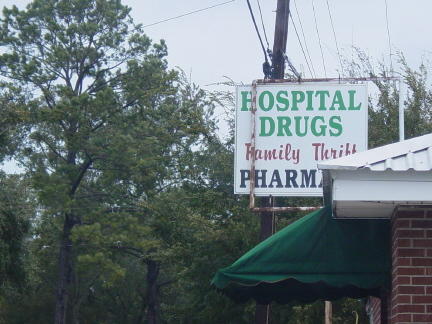 HOSPITAL
DRUGS
Family Thrift
PHARMA